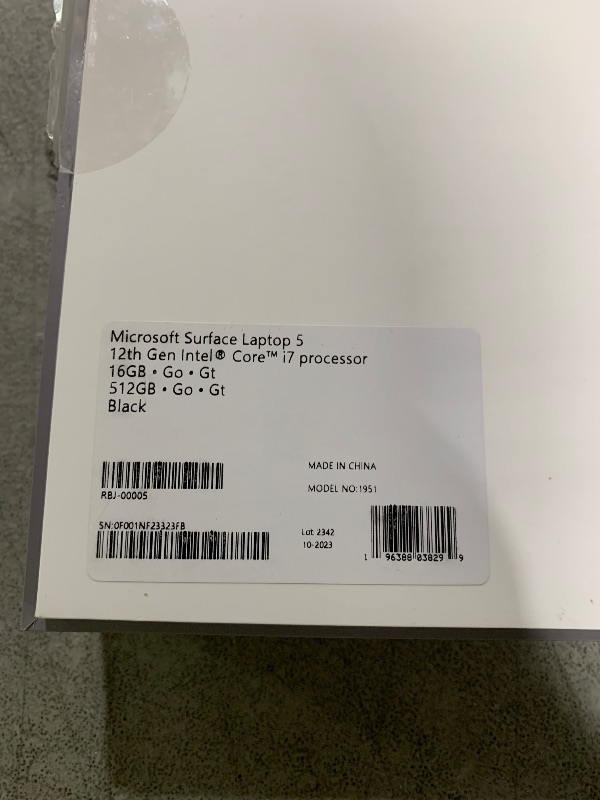 Microsoft Surface Laptop 5
12th Gen Intel® Core™ i7 processor
16GB • Go • Gt
512GB • Go • Gt
Black
MADE IN CHINA
RBJ-00005
MODEL NO:1951
SN:0F001NF23323FB
Lot 2342
10-2023
1 96388 03829 9